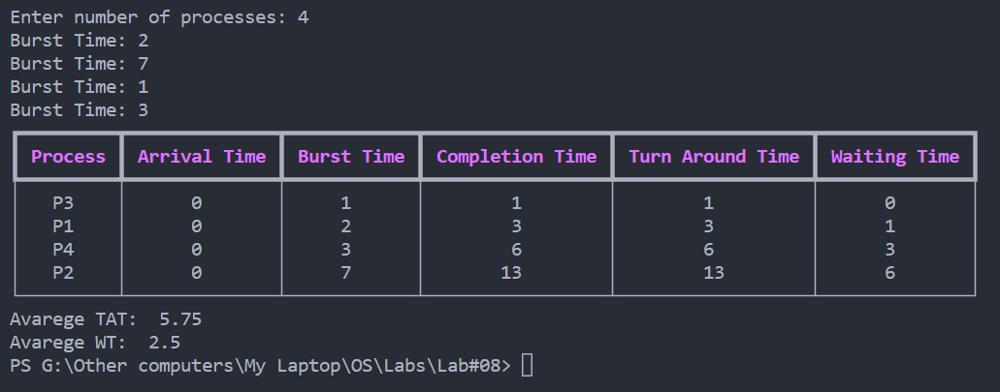 Enter number of processes: 4
Burst Time: 2
Burst Time: 7
Burst Time: 1
Burst Time: 3
Process Arrival Time Burst Time Completion Time Turn Around Time Waiting Time
P3 0 1 1 1 0
P1 0 2 3 3 1
P4 0 3 6 6 3
P2 0 7 13 13 6
Avarege TAT:  5.75
Avarege WT:  2.5
PS G:\Other computers\My Laptop\OS\Labs\Lab#08>